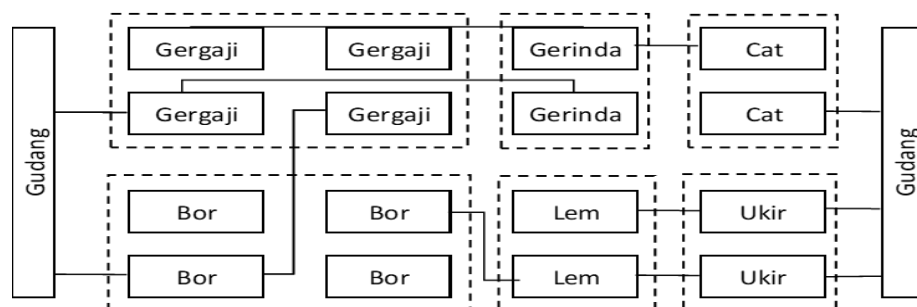 Gudang
Gergaji Gergaji Gerinda Cat
Gergaji Gergaji Gerinda Cat
Bor Bor Lem Ukir
Bor Bor Lem Ukir
Gudang